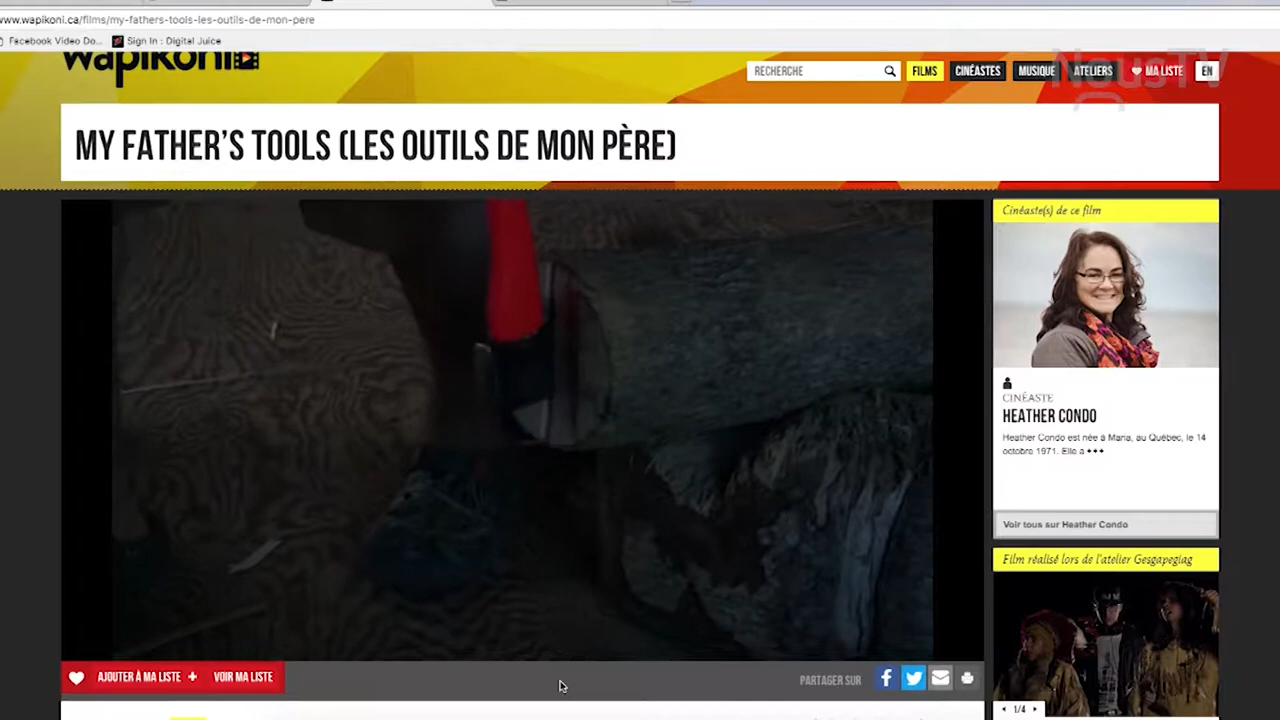 www.wapikoni.ca/films/my-fathers-tools-les-outils-de-mon-pere
Facebook Video Do...
Sign In : Digital Juice
wapikoni
RECHERCHE
FILMS
CINÉASTES
MUSIQUE
ATELIERS
MA LISTE
EN
NousTV
MY FATHER'S TOOLS (LES OUTILS DE MON PÈRE)
Cinéaste(s) de ce film
CINÉASTE
HEATHER CONDO
Heather Condo est née à Maria, au Québec, le 14
octobre 1971. Elle a •••
Voir tous sur Heather Condo
Film réalisé lors de l'atelier Gesgapegiag
1/4
AJOUTER À MA LISTE +
VOIR MA LISTE
PARTAGER SUR